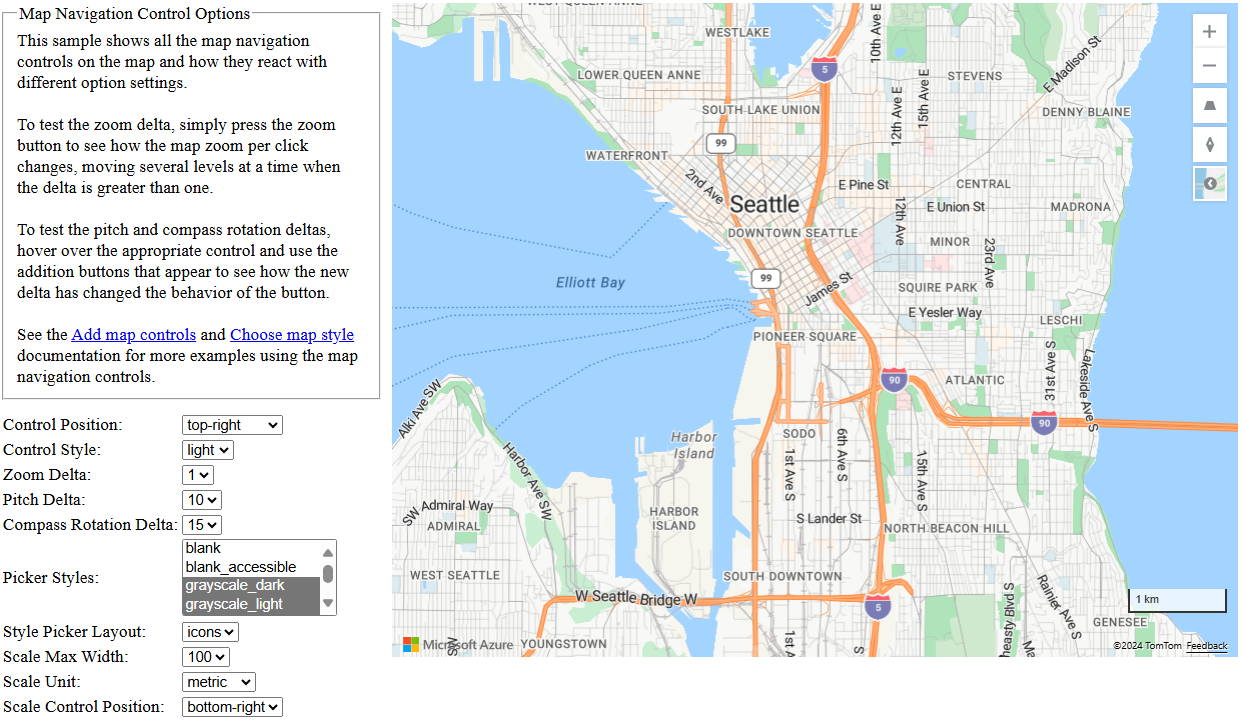 Map Navigation Control Options
This sample shows all the map navigation
controls on the map and how they react with
different option settings.
To test the zoom delta, simply press the zoom
button to see how the map zoom per click
changes, moving several levels at a time when
the delta is greater than one.
To test the pitch and compass rotation deltas,
hover over the appropriate control and use the
addition buttons that appear to see how the new
delta has changed the behavior of the button.
See the Add map controls and Choose map style
documentation for more examples using the map
navigation controls.
Control Position: top-right
Control Style: light
Zoom Delta: 1
Pitch Delta: 10
Compass Rotation Delta: 15
Picker Styles:
blank
blank_accessible
grayscale_dark
grayscale_light
Style Picker Layout: icons
Scale Max Width: 100
Scale Unit: metric
Scale Control Position: bottom-right
WESTLAKE
10th Ave E
5
LOWER QUEEN ANNE
STEVENS
E Madison St
15th Ave E
12th Ave E
SOUTH LAKE UNION
DENNY BLAINE
99
WATERFRONT
2nd Ave
E Pine St
CENTRAL
Seattle
12th Ave
E Union St
MADRONA
DOWNTOWN SEATTLE
MINOR
23rd Ave
99
Elliott Bay
James St
SQUIRE PARK
E Yesler Way
LESCHI
PIONEER SQUARE
31st Ave S
Lakeside Ave S
90
ATLANTIC
Alki Ave SW
90
SODO
6th Ave S
Harbor
Island
1st Ave S
15th Ave S
Harbor Ave SW
SW Admiral Way
ADMIRAL
HARBOR
ISLAND
S Lander St
NORTH BEACON HILL
WEST SEATTLE
SOUTH DOWNTOWN
W Seattle Bridge W
5
Rainier Ave S
1 km
GENESEE
Microsoft Azure
SW
YOUNGSTOWN
©2024 TomTom Feedback